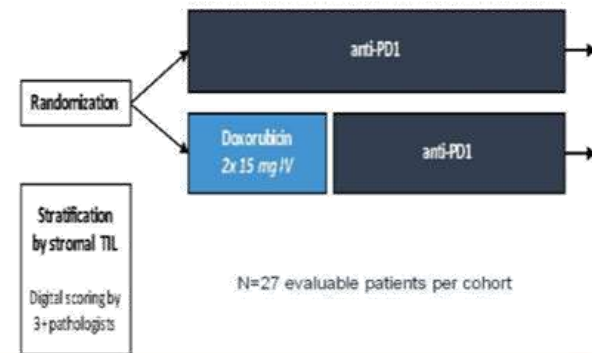 anti-PD1
Randomization
Doxorubicin
2x 15 mg IV
anti-PD1
Stratification
by stromal TIL
Digital scoring by
3+ pathologists
N=27 evaluable patients per cohort